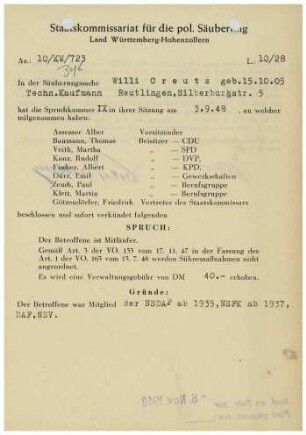 Staatskommissariat für die pol. Säuberung
Land Württemberg-Hohenzollern
Az.: 10/KW/723 L: 10/28
In der Säuberungssache Willi Creutz geb.15.10.05
Techn.Kaufmann Reutlingen,Silberburgstr. 5
hat die Spruchkammer IX in ihrer Sitzung am 3.9.48, an welcher
teilgenommen haben:
Assessor Alber Vorsitzender
Baumann, Thomas Beisitzer — CDU
Veith, Martha „ — SPD
Kenz, Rudolf „ — DVP,
Fischer, Albert „ — KPD,
Dürr, Emil „ — Gewerkschaften
Zeuch, Paul „ — Berufsgruppe
Klett, Martin „ — Berufsgruppe
Götzendörfer, Friedrich Vertreter des Staatskommissars
beschlossen und sofort verkündet folgenden
SPRUCH:
Der Betroffene ist Mitläufer.
Gemäß Art. 3 der VO. 133 vom 17. 11. 47 in der Fassung des
Art. 1 der VO. 165 vom 13. 7. 48 werden Sühnemaßnahmen nicht
angeordnet.
Es wird eine Verwaltungsgebühr von DM 40.- erhoben.
Gründe:
Der Betroffene war Mitglied der NSDAP ab 1935,NSFK ab 1937,
DAF,NSV.